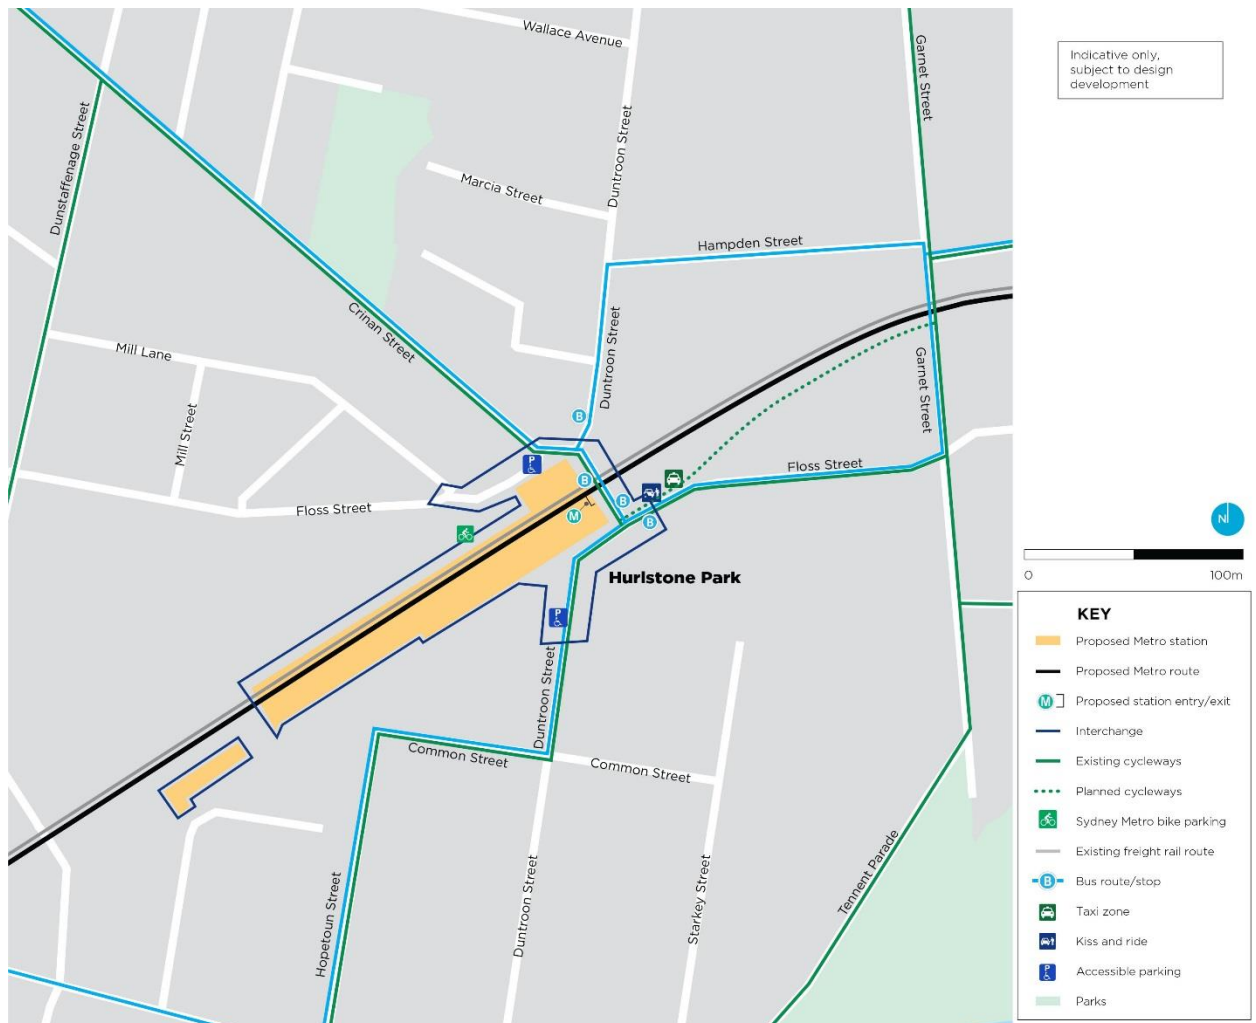 Wallace Avenue
Garnet Street
Indicative only,
subject to design
development
Dunstaffenage Street
Duntroon Street
Marcia Street
Hampden Street
Crinan Street
Mill Lane
Duntroon Street
Garnet Street
Mill Street
B
P
Floss Street
B
B
B
Floss Street
M
N
Hurlstone Park
0
100m
P
Duntroon Street
Common Street
Common Street
Hopetoun Street
Duntroon Street
Starkey Street
Tennent Parade
KEY
Proposed Metro station
Proposed Metro route
M Proposed station entry/exit
Interchange
Existing cycleways
Planned cycleways
Sydney Metro bike parking
Existing freight rail route
B Bus route/stop
Taxi zone
Kiss and ride
P Accessible parking
Parks